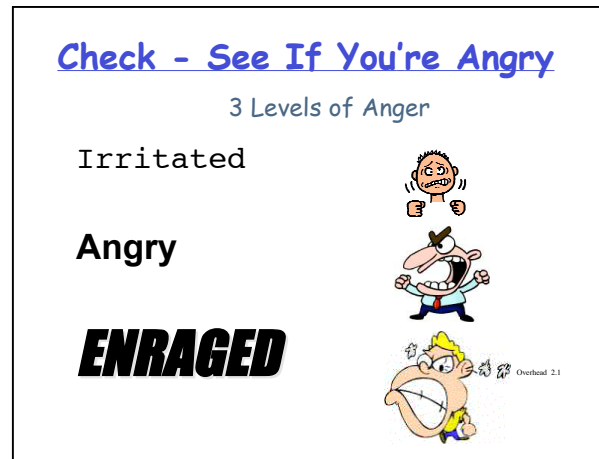 Check - See If You're Angry
3 Levels of Anger
Irritated
Angry
ENRAGED
Overhead 2.1